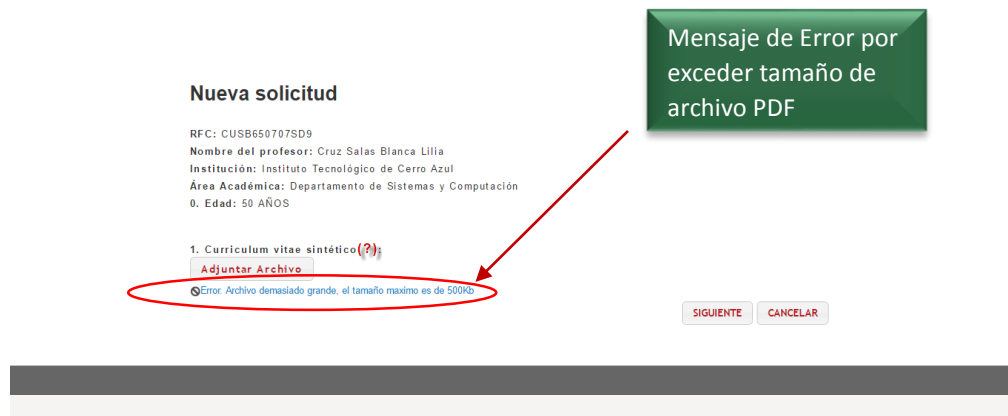 Mensaje de Error por
exceder tamaño de
archivo PDF
Nueva solicitud
RFC: CUSB650707SD9
Nombre del profesor: Cruz Salas Blanca Lilia
Institución: Instituto Tecnológico de Cerro Azul
Área Académica: Departamento de Sistemas y Computación
0. Edad: 50 AÑOS
1. Curriculum vitae sintético(?):
Adjuntar Archivo
Error. Archivo demasiado grande, el tamaño maximo es de 500Kb
SIGUIENTE CANCELAR